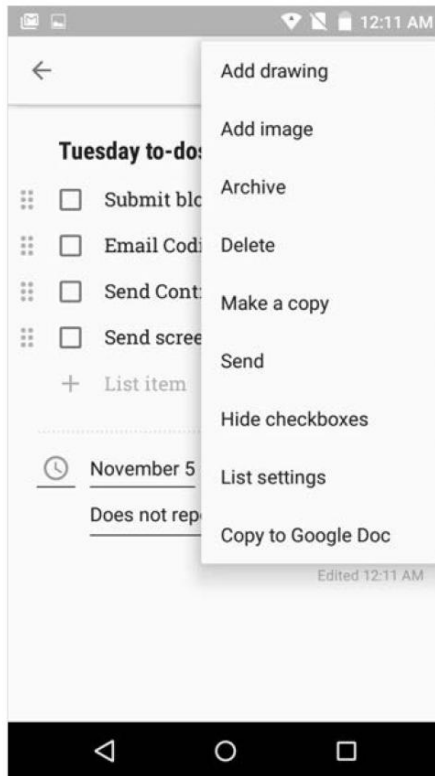 12:11 AM
Add drawing
Add image
Tuesday to-dos
Archive
Submit blo
Email Codi
Delete
Send Cont
Make a copy
Send scree
Send
List item
Hide checkboxes
November 5
List settings
Does not rep
Copy to Google Doc
Edited 12:11 AM